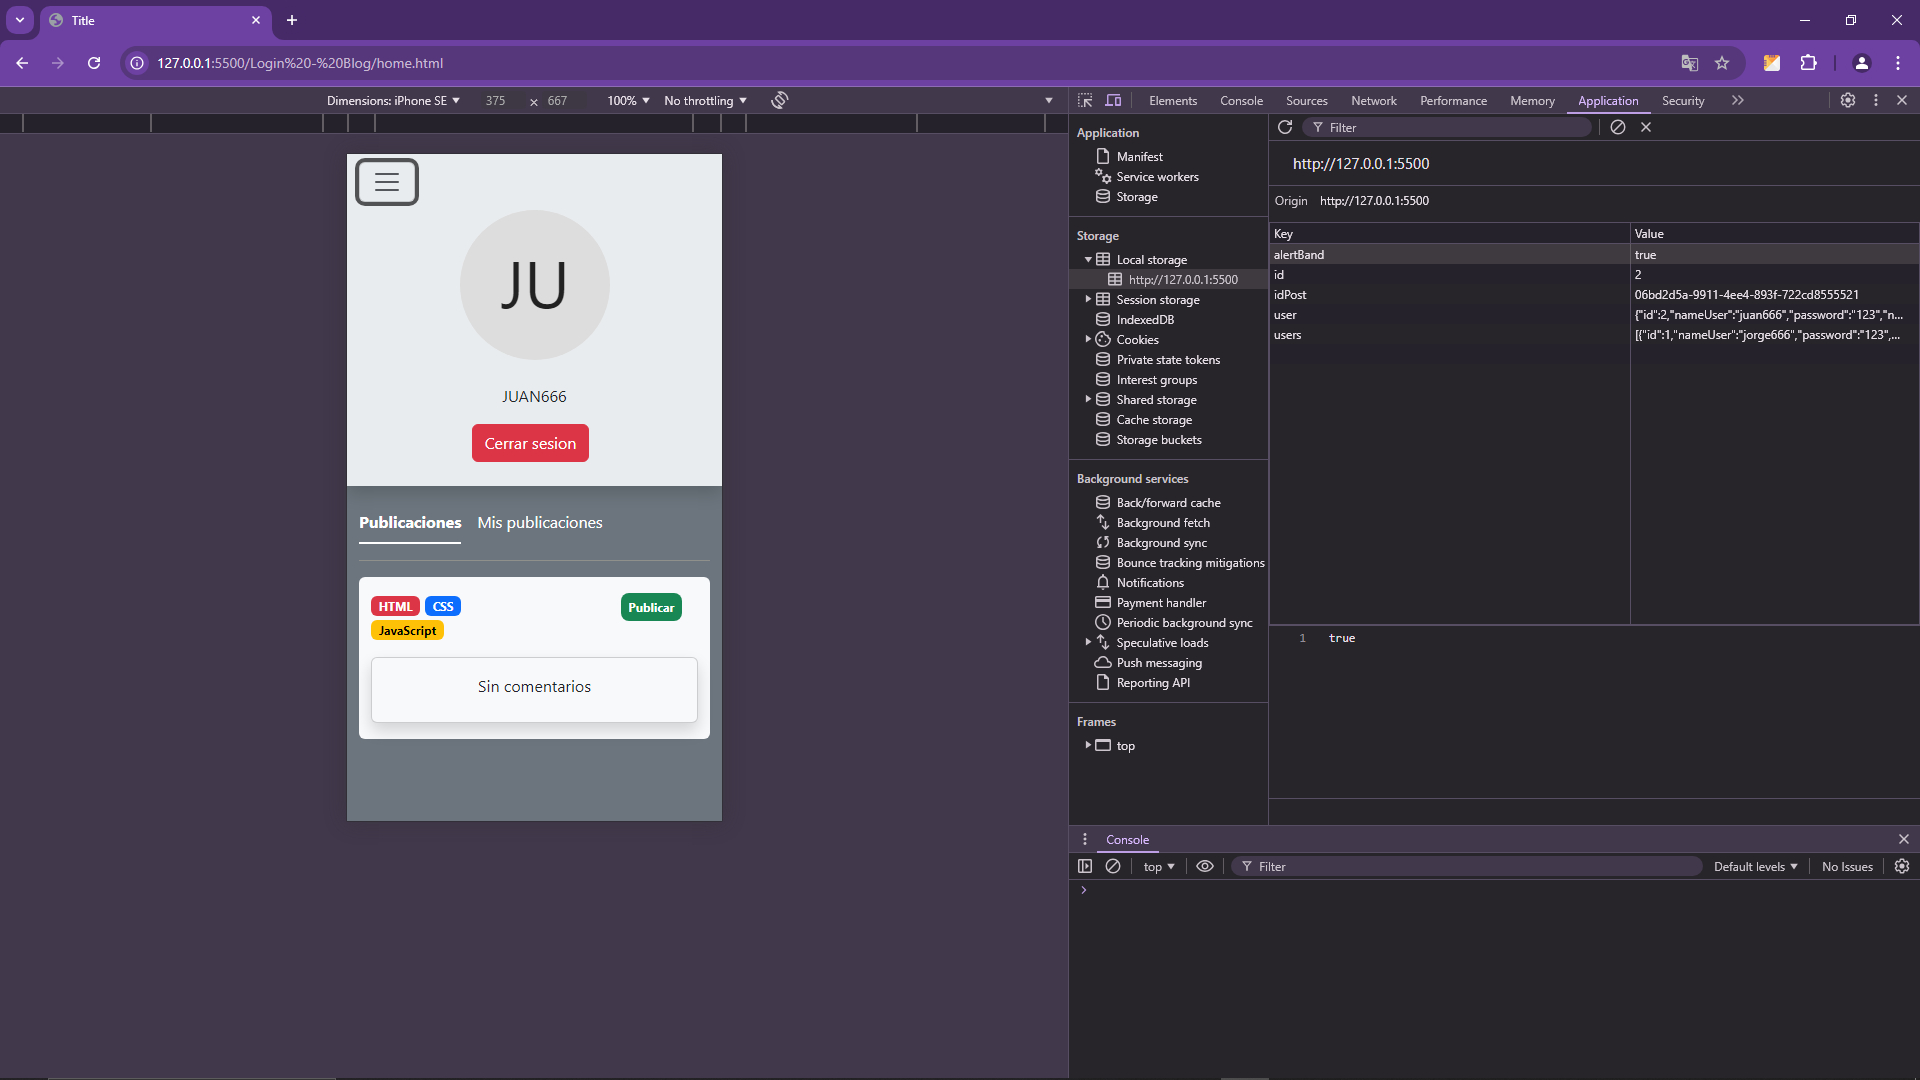 Title
127.0.0.1:5500/Login%20-%20Blog/home.html
Dimensions: iPhone SE 375 × 667 100% No throttling
Elements Console Sources Network Performance Memory Application Security
JU
JUAN666
Cerrar sesion
Publicaciones Mis publicaciones
HTML CSS
JavaScript
Publicar
Sin comentarios
Application
Manifest
Service workers
Storage
Storage
Local storage
http://127.0.0.1:5500
Session storage
IndexedDB
Cookies
Private state tokens
Interest groups
Shared storage
Cache storage
Storage buckets
Background services
Back/forward cache
Background fetch
Background sync
Bounce tracking mitigations
Notifications
Payment handler
Periodic background sync
Speculative loads
Push messaging
Reporting API
Frames
top
Filter
http://127.0.0.1:5500
Origin http://127.0.0.1:5500
Key Value
alertBand true
id 2
idPost 06bd2d5a-9911-4ee4-893f-722cd8555521
user {"id":2,"nameUser":"juan666","password":"123","n...
users [{"id":1,"nameUser":"jorge666","password":"123",...
1 true
Console
top Filter Default levels No Issues